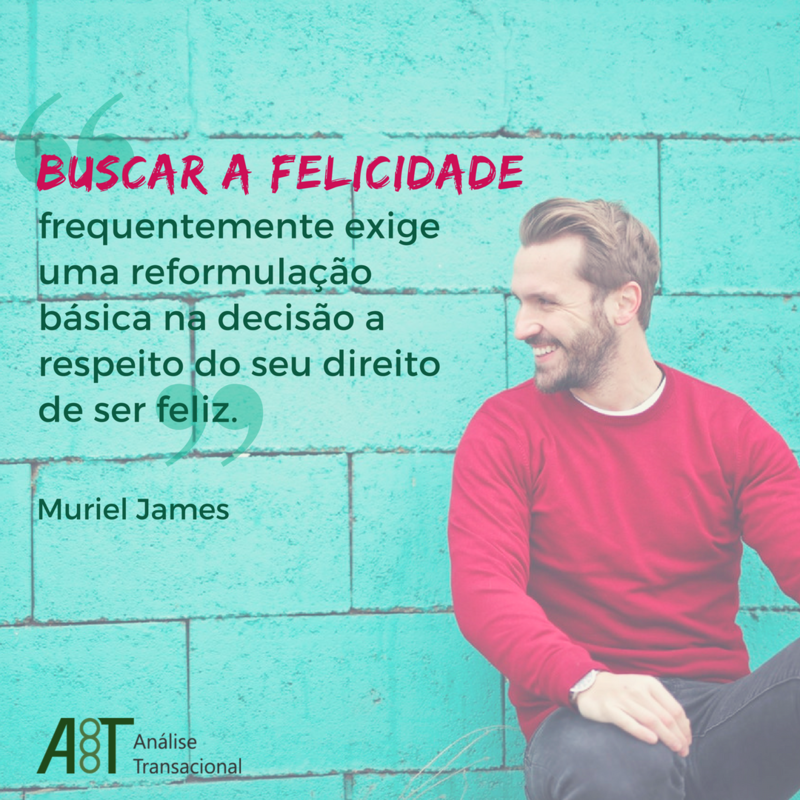 BUSCAR A FELICIDADE
frequentemente exige
uma reformulação
básica na decisão a
respeito do seu direito
de ser feliz.
Muriel James
AT Análise
Transacional